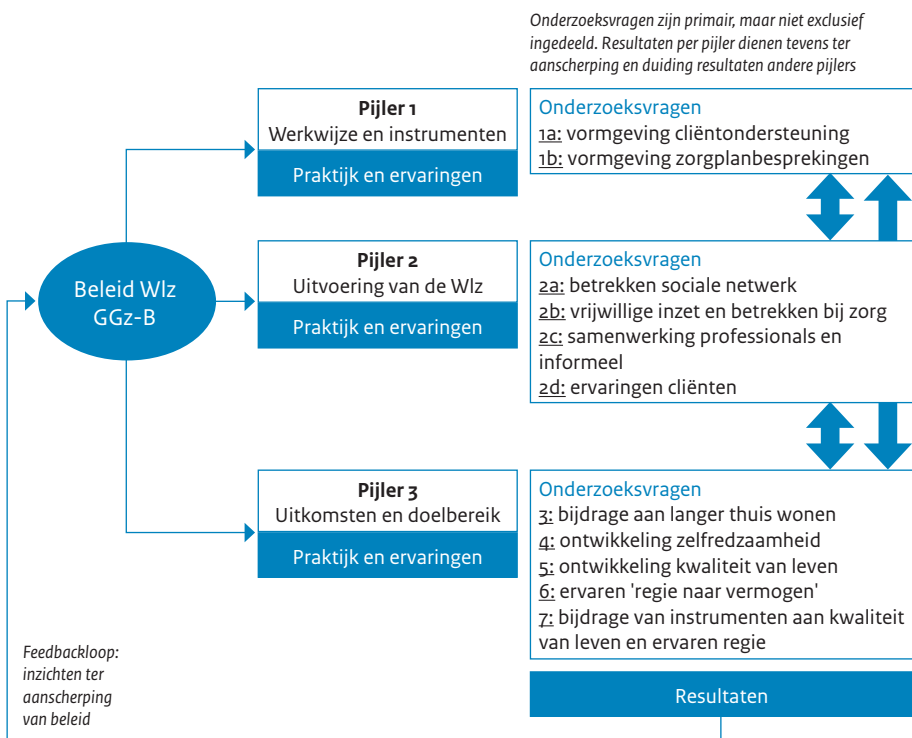 Onderzoeksvragen zijn primair, maar niet exclusief
ingedeeld. Resultaten per pijler dienen tevens ter
aanscherping en duiding resultaten andere pijlers
Pijler 1
Werkwijze en instrumenten
Praktijk en ervaringen
Onderzoeksvragen
1a: vormgeving cliëntondersteuning
1b: vormgeving zorgplanbesprekingen
Beleid Wlz
GGz-B
Pijler 2
Uitvoering van de Wlz
Praktijk en ervaringen
Onderzoeksvragen
2a: betrekken sociale netwerk
2b: vrijwillige inzet en betrekken bij zorg
2c: samenwerking professionals en
informeel
2d: ervaringen cliënten
Pijler 3
Uitkomsten en doelbereik
Praktijk en ervaringen
Onderzoeksvragen
3: bijdrage aan langer thuis wonen
4: ontwikkeling zelfredzaamheid
5: ontwikkeling kwaliteit van leven
6: ervaren 'regie naar vermogen'
7: bijdrage van instrumenten aan kwaliteit
van leven en ervaren regie
Feedbackloop:
inzichten ter
aanscherping
van beleid
Resultaten